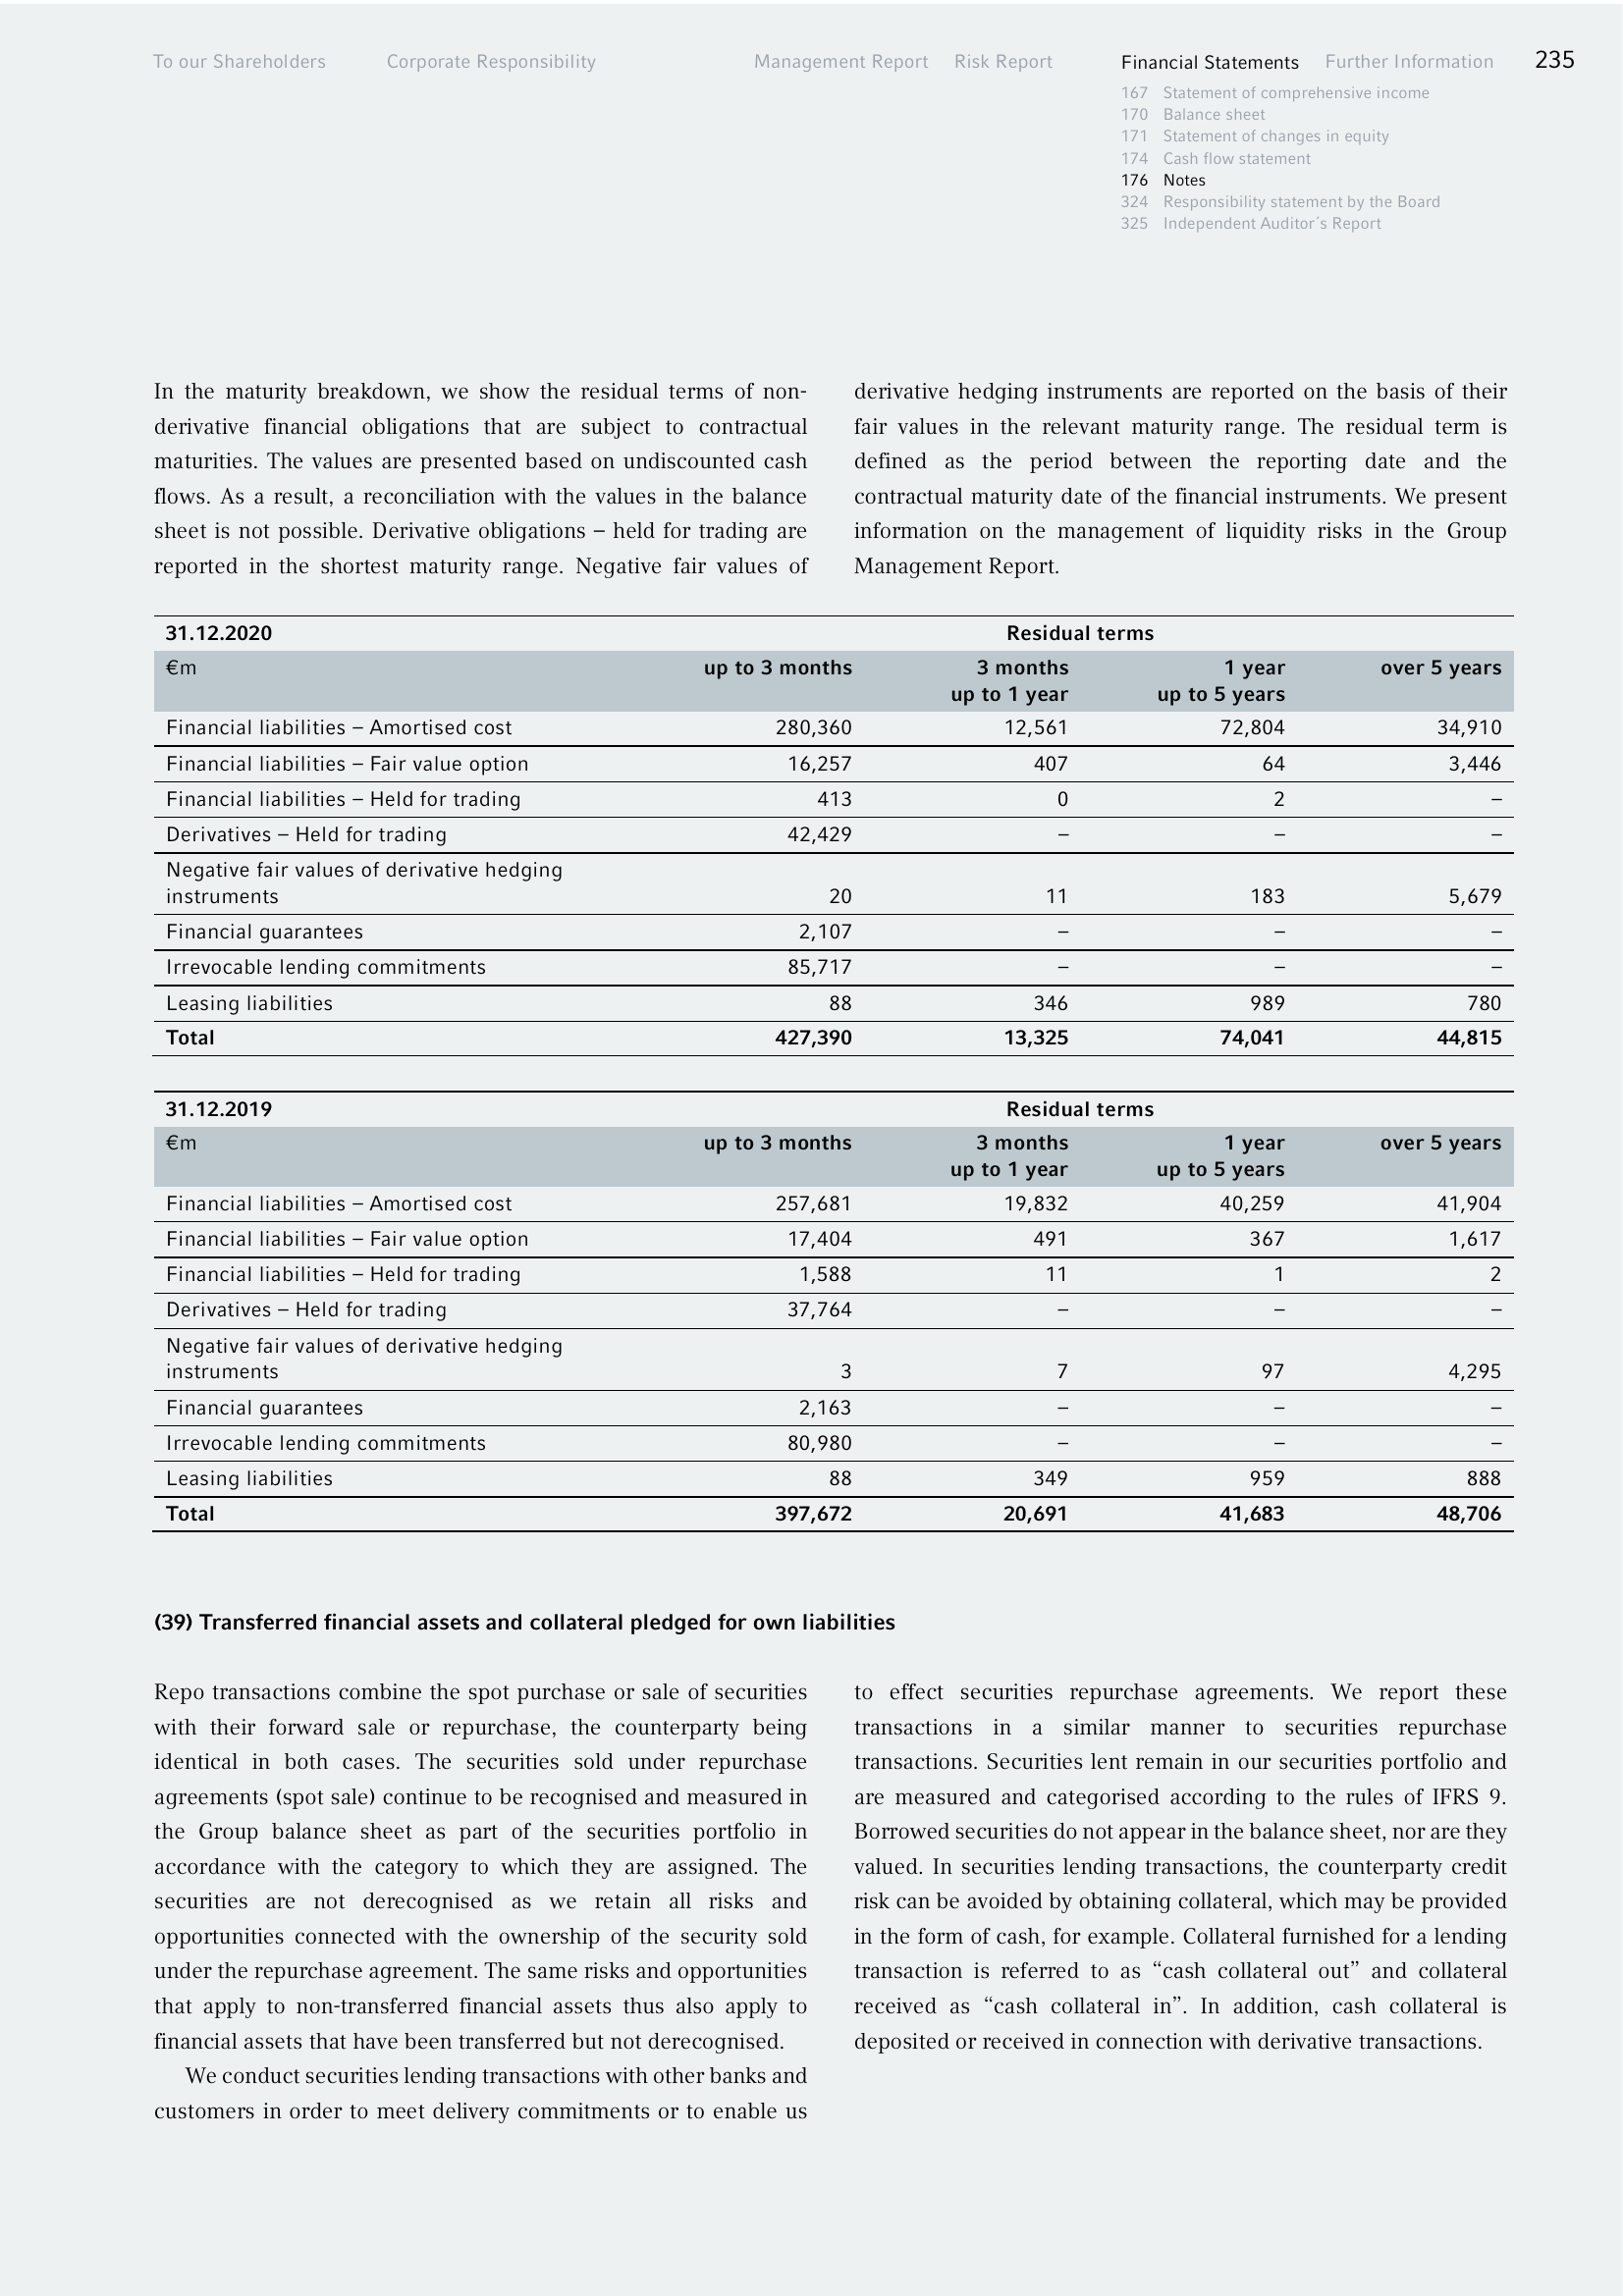 To our Shareholders Corporate Responsibility Management Report Risk Report Financial Statements Further Information 235
167 Statement of comprehensive income
170 Balance sheet
171 Statement of changes in equity
174 Cash flow statement
176 Notes
324 Responsibility statement by the Board
325 Independent Auditor´s Report
In the maturity breakdown, we show the residual terms of non-
derivative financial obligations that are subject to contractual
maturities. The values are presented based on undiscounted cash
flows. As a result, a reconciliation with the values in the balance
sheet is not possible. Derivative obligations – held for trading are
reported in the shortest maturity range. Negative fair values of
derivative hedging instruments are reported on the basis of their
fair values in the relevant maturity range. The residual term is
defined as the period between the reporting date and the
contractual maturity date of the financial instruments. We present
information on the management of liquidity risks in the Group
Management Report.
31.12.2020 Residual terms
€m up to 3 months 3 months 1 year over 5 years
up to 1 year up to 5 years
Financial liabilities – Amortised cost 280,360 12,561 72,804 34,910
Financial liabilities – Fair value option 16,257 407 64 3,446
Financial liabilities – Held for trading 413 0 2 –
Derivatives – Held for trading 42,429 – – –
Negative fair values of derivative hedging
instruments 20 11 183 5,679
Financial guarantees 2,107 – – –
Irrevocable lending commitments 85,717 – – –
Leasing liabilities 88 346 989 780
Total 427,390 13,325 74,041 44,815
31.12.2019 Residual terms
€m up to 3 months 3 months 1 year over 5 years
up to 1 year up to 5 years
Financial liabilities – Amortised cost 257,681 19,832 40,259 41,904
Financial liabilities – Fair value option 17,404 491 367 1,617
Financial liabilities – Held for trading 1,588 11 1 2
Derivatives – Held for trading 37,764 – – –
Negative fair values of derivative hedging
instruments 3 7 97 4,295
Financial guarantees 2,163 – – –
Irrevocable lending commitments 80,980 – – –
Leasing liabilities 88 349 959 888
Total 397,672 20,691 41,683 48,706
(39) Transferred financial assets and collateral pledged for own liabilities
Repo transactions combine the spot purchase or sale of securities
with their forward sale or repurchase, the counterparty being
identical in both cases. The securities sold under repurchase
agreements (spot sale) continue to be recognised and measured in
the Group balance sheet as part of the securities portfolio in
accordance with the category to which they are assigned. The
securities are not derecognised as we retain all risks and
opportunities connected with the ownership of the security sold
under the repurchase agreement. The same risks and opportunities
that apply to non-transferred financial assets thus also apply to
financial assets that have been transferred but not derecognised.
We conduct securities lending transactions with other banks and
customers in order to meet delivery commitments or to enable us
to effect securities repurchase agreements. We report these
transactions in a similar manner to securities repurchase
transactions. Securities lent remain in our securities portfolio and
are measured and categorised according to the rules of IFRS 9.
Borrowed securities do not appear in the balance sheet, nor are they
valued. In securities lending transactions, the counterparty credit
risk can be avoided by obtaining collateral, which may be provided
in the form of cash, for example. Collateral furnished for a lending
transaction is referred to as “cash collateral out” and collateral
received as “cash collateral in”. In addition, cash collateral is
deposited or received in connection with derivative transactions.